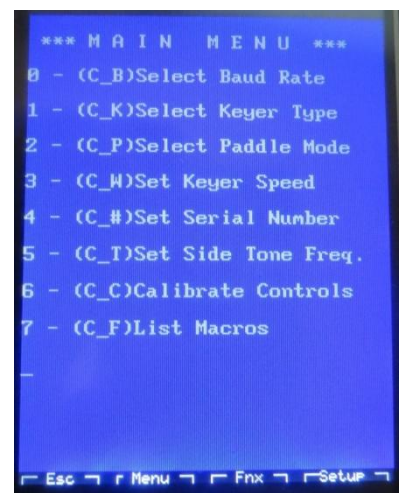 *** M A I N   M E N U ***
0 - (C_B)Select Baud Rate
1 - (C_K)Select Keyer Type
2 - (C_P)Select Paddle Mode
3 - (C_W)Set Keyer Speed
4 - (C_#)Set Serial Number
5 - (C_T)Set Side Tone Freq.
6 - (C_C)Calibrate Controls
7 - (C_F)List Macros
_
Esc Menu Fnx Setup